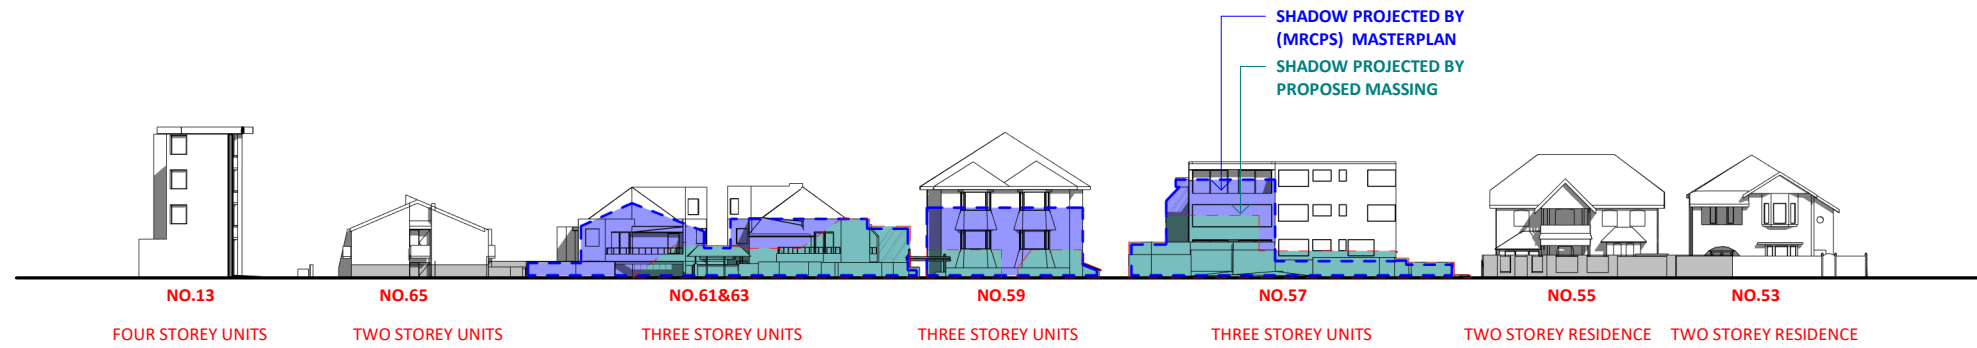 SHADOW PROJECTED BY
(MRCPS) MASTERPLAN
SHADOW PROJECTED BY
PROPOSED MASSING
NO.13
NO.65
NO.61&63
NO.59
NO.57
NO.55
NO.53
FOUR STOREY UNITS
TWO STOREY UNITS
THREE STOREY UNITS
THREE STOREY UNITS
THREE STOREY UNITS
TWO STOREY RESIDENCE
TWO STOREY RESIDENCE